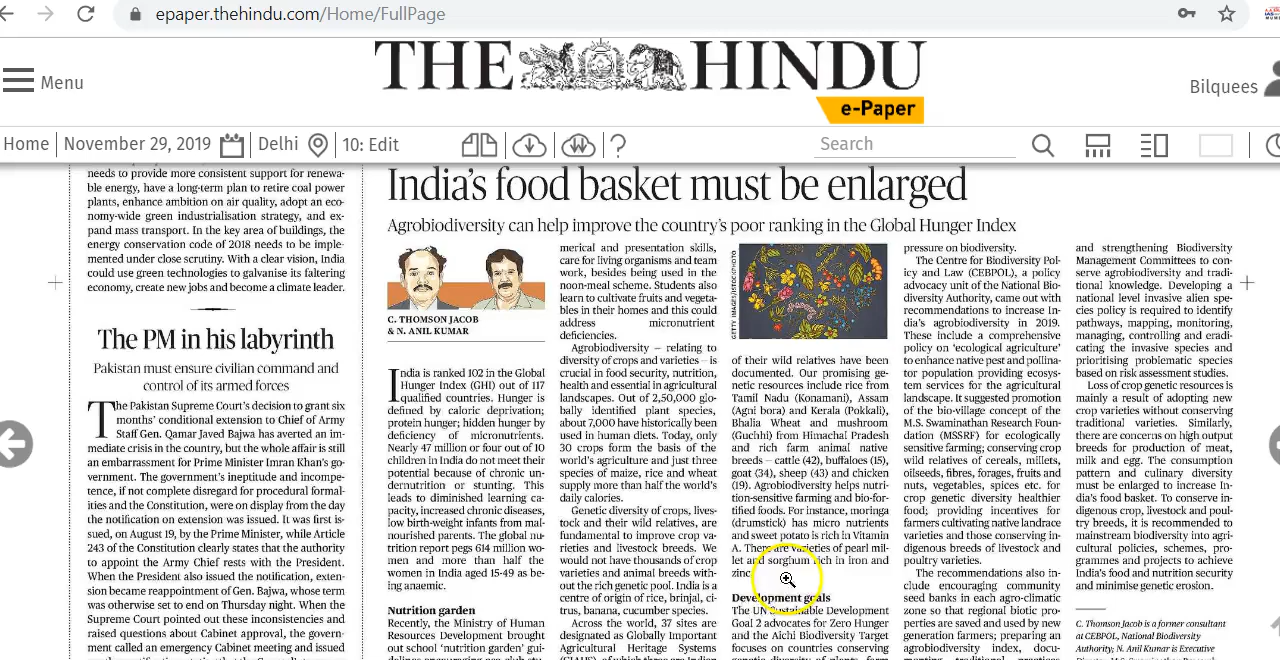 epaper.thehindu.com/Home/FullPage
THE HINDU
e-Paper
Menu
Bilquees
Home
November 29, 2019
Delhi
10: Edit
?
Search
needs to provide more consistent support for renewa-
ble energy, have a long-term plan to retire coal power
plants, enhance ambition on air quality, adopt an eco-
nomy-wide green industrialisation strategy, and ex-
pand mass transport. In the key area of buildings, the
energy conservation code of 2018 needs to be imple-
mented under close scrutiny. With a clear vision, India
could use green technologies to galvanise its faltering
economy, create new jobs and become a climate leader.
The PM in his labyrinth
Pakistan must ensure civilian command and
control of its armed forces
The Pakistan Supreme Court's decision to grant six
months' conditional extension to Chief of Army
Staff Gen. Qamar Javed Bajwa has averted an im-
mediate crisis in the country, but the whole affair is still
an embarrassment for Prime Minister Imran Khan's go-
vernment. The government's ineptitude and incompe-
tence, if not complete disregard for procedural formal-
ities and the Constitution, were on display from the day
the notification on extension was issued. It was first is-
sued, on August 19, by the Prime Minister, while Article
243 of the Constitution clearly states that the authority
to appoint the Army Chief rests with the President.
When the President also issued the notification, exten-
sion became reappointment of Gen. Bajwa, whose term
was otherwise set to end on Thursday night. When the
Supreme Court pointed out these inconsistencies and
raised questions about Cabinet approval, the govern-
ment called an emergency Cabinet meeting and issued
India's food basket must be enlarged
Agrobiodiversity can help improve the country's poor ranking in the Global Hunger Index
C. THOMSON JACOB
& N. ANIL KUMAR
India is ranked 102 in the Global
Hunger Index (GHI) out of 117
qualified countries. Hunger is
defined by caloric deprivation;
protein hunger; hidden hunger by
deficiency of micronutrients.
Nearly 47 million or four out of 10
children in India do not meet their
potential because of chronic un-
dernutrition or stunting. This
leads to diminished learning ca-
pacity, increased chronic diseases,
low birth-weight infants from mal-
nourished parents. The global nu-
trition report pegs 614 million wo-
men and more than half the
women in India aged 15-49 as be-
ing anaemic.
Nutrition garden
Recently, the Ministry of Human
Resources Development brought
out school 'nutrition garden' gui-
merical and presentation skills,
care for living organisms and team
work, besides being used in the
noon-meal scheme. Students also
learn to cultivate fruits and vegeta-
bles in their homes and this could
address micronutrient
deficiencies.
Agrobiodiversity – relating to
diversity of crops and varieties – is
crucial in food security, nutrition,
health and essential in agricultural
landscapes. Out of 2,50,000 glo-
bally identified plant species,
about 7,000 have historically been
used in human diets. Today, only
30 crops form the basis of the
world's agriculture and just three
species of maize, rice and wheat
supply more than half the world's
daily calories.
Genetic diversity of crops, lives-
tock and their wild relatives, are
fundamental to improve crop va-
rieties and livestock breeds. We
would not have thousands of crop
varieties and animal breeds with-
out the rich genetic pool. India is a
centre of origin of rice, brinjal, ci-
trus, banana, cucumber species.
Across the world, 37 sites are
designated as Globally Important
Agricultural Heritage Systems
GETTY IMAGES/ISTOCKPHOTO
of their wild relatives have been
documented. Our promising ge-
netic resources include rice from
Tamil Nadu (Konamani), Assam
(Agni bora) and Kerala (Pokkali),
Bhalia Wheat and mushroom
(Guchhi) from Himachal Pradesh
and rich farm animal native
breeds – cattle (42), buffaloes (15),
goat (34), sheep (43) and chicken
(19). Agrobiodiversity helps nutri-
tion-sensitive farming and bio-for-
tified foods. For instance, moringa
(drumstick) has micro nutrients
and sweet potato is rich in Vitamin
A. There are varieties of pearl mil-
let and sorghum rich in iron and
zinc
Development goals
The UN Sustainable Development
Goal 2 advocates for Zero Hunger
and the Aichi Biodiversity Target
focuses on countries conserving
pressure on biodiversity.
The Centre for Biodiversity Pol-
icy and Law (CEBPOL), a policy
advocacy unit of the National Bio-
diversity Authority, came out with
recommendations to increase In-
dia's agrobiodiversity in 2019.
These include a comprehensive
policy on 'ecological agriculture'
to enhance native pest and pollina-
tor population providing ecosys-
tem services for the agricultural
landscape. It suggested promotion
of the bio-village concept of the
M.S. Swaminathan Research Foun-
dation (MSSRF) for ecologically
sensitive farming; conserving crop
wild relatives of cereals, millets,
oilseeds, fibres, forages, fruits and
nuts, vegetables, spices etc. for
crop genetic diversity healthier
food; providing incentives for
farmers cultivating native landrace
varieties and those conserving in-
digenous breeds of livestock and
poultry varieties.
The recommendations also in-
clude encouraging community
seed banks in each agro-climatic
zone so that regional biotic pro-
perties are saved and used by new
generation farmers; preparing an
agrobiodiversity index, docu-
and strengthening Biodiversity
Management Committees to con-
serve agrobiodiversity and tradi-
tional knowledge. Developing a
national level invasive alien spe-
cies policy is required to identify
pathways, mapping, monitoring,
managing, controlling and eradi-
cating the invasive species and
prioritising problematic species
based on risk assessment studies.
Loss of crop genetic resources is
mainly a result of adopting new
crop varieties without conserving
traditional varieties. Similarly,
there are concerns on high output
breeds for production of meat,
milk and egg. The consumption
pattern and culinary diversity
must be enlarged to increase In-
dia's food basket. To conserve in-
digenous crop, livestock and poul-
try breeds, it is recommended to
mainstream biodiversity into agri-
cultural policies, schemes, pro-
grammes and projects to achieve
India's food and nutrition security
and minimise genetic erosion.
C. Thomson Jacob is a former consultant
at CEBPOL, National Biodiversity
Authority; N. Anil Kumar is Executive